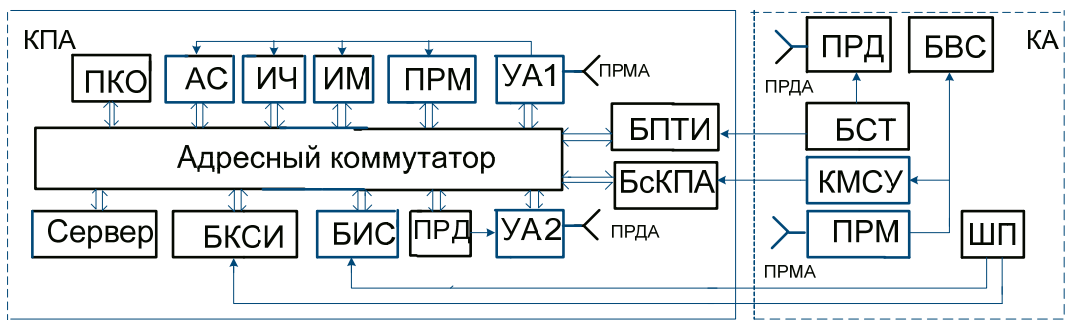 КПА
ПКО
АС
ИЧ
ИМ
ПРМ
УА1
ПРМА
Адресный коммутатор
БПТИ
БсКПА
Сервер
БКСИ
БИС
ПРД
УА2
ПРДА
КА
ПРД
БВС
ПРДА
БСТ
КМСУ
ПРМ
ШП
ПРМА